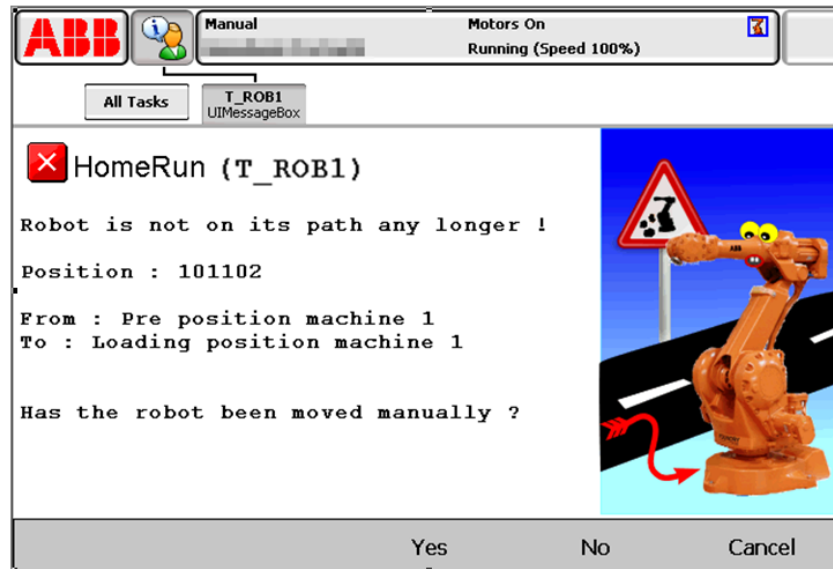 ABB
Manual
Motors On
Running (Speed 100%)
All Tasks
T_ROB1
UIMessageBox
HomeRun (T_ROB1)
Robot is not on its path any longer !
Position : 101102
From : Pre position machine 1
To : Loading position machine 1
Has the robot been moved manually ?
ABB
Yes
No
Cancel